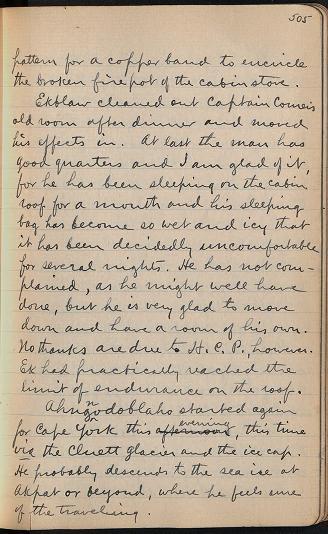 505
pattern for a copper band to encircle
the broken firepot of the cabin stove.
Ekblaw cleaned out Captain Comer's
old room after dinner and moved
his effects in. At last the man has
good quarters and I am glad of it,
for he has been sleeping on the cabin
roof for a month and his sleeping
bag has become so wet and icy that
it has been decidedly uncomfortable
for several nights. He has not com-
plained, as he might well have
done, but he is very glad to move
down and have a room of his own.
No thanks are due to H. C. P., however.
Ek had practically reached the
limit of endurance on the roof.
Ahngodoblaho started again
for Cape York this afternoon evening, this time
via the Cluett glacier and the ice cap.
He probably descends to the sea ice at
Akpat or beyond, where he feels sure
of the traveling.